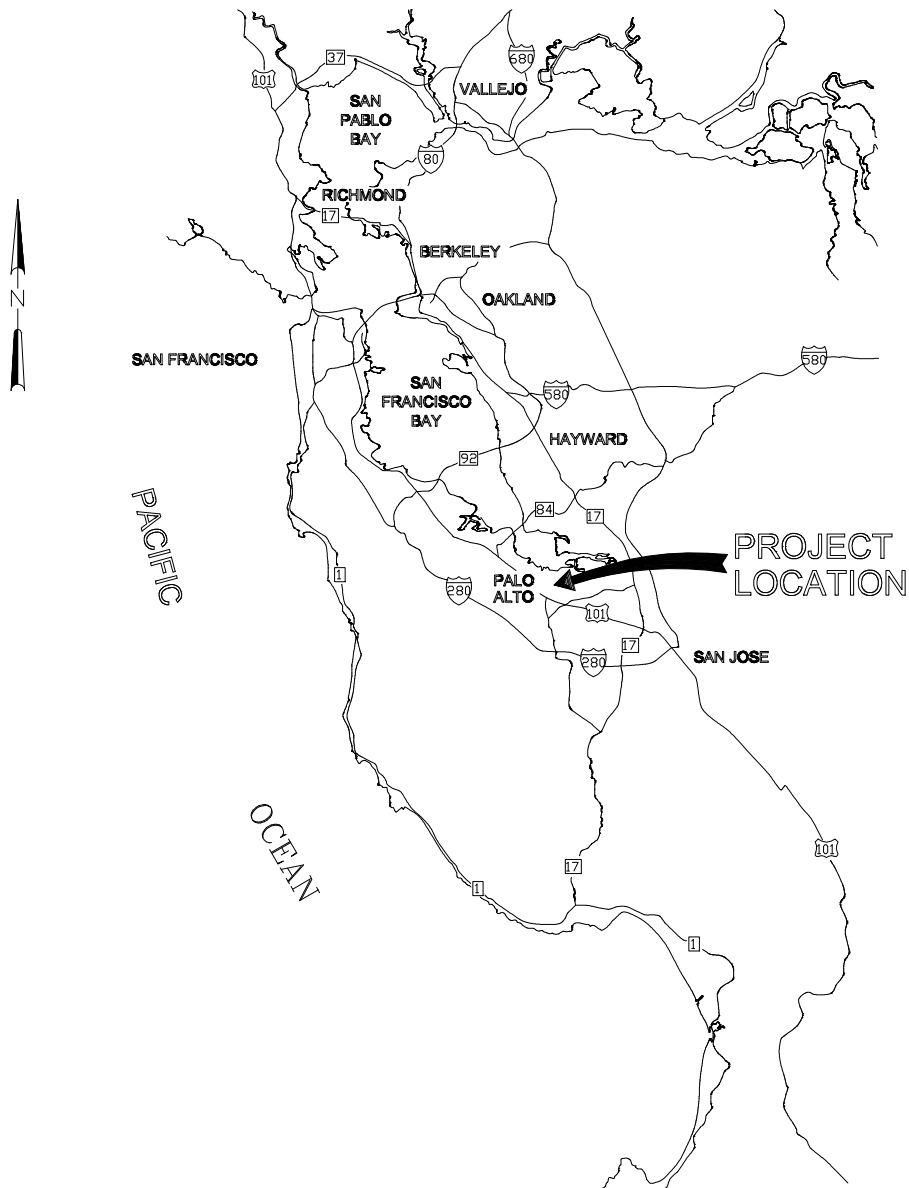 680
37
101
VALLEJO
SAN
PABLO
BAY
80
RICHMOND
17
BERKELEY
N
OAKLAND
SAN FRANCISCO
580
SAN
FRANCISCO
BAY
580
HAYWARD
92
84
17
PACIFIC
PROJECT
LOCATION
1
PALO
ALTO
280
101
17
280
SAN JOSE
OCEAN
101
17
1
1